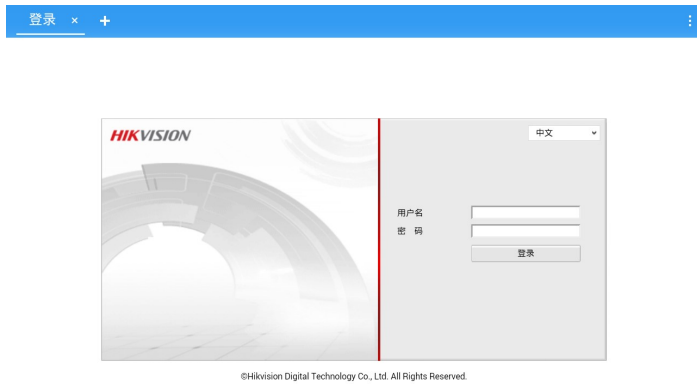 登录 × +
HIKVISION
中文
用户名
密 码
登录
©Hikvision Digital Technology Co., Ltd. All Rights Reserved.